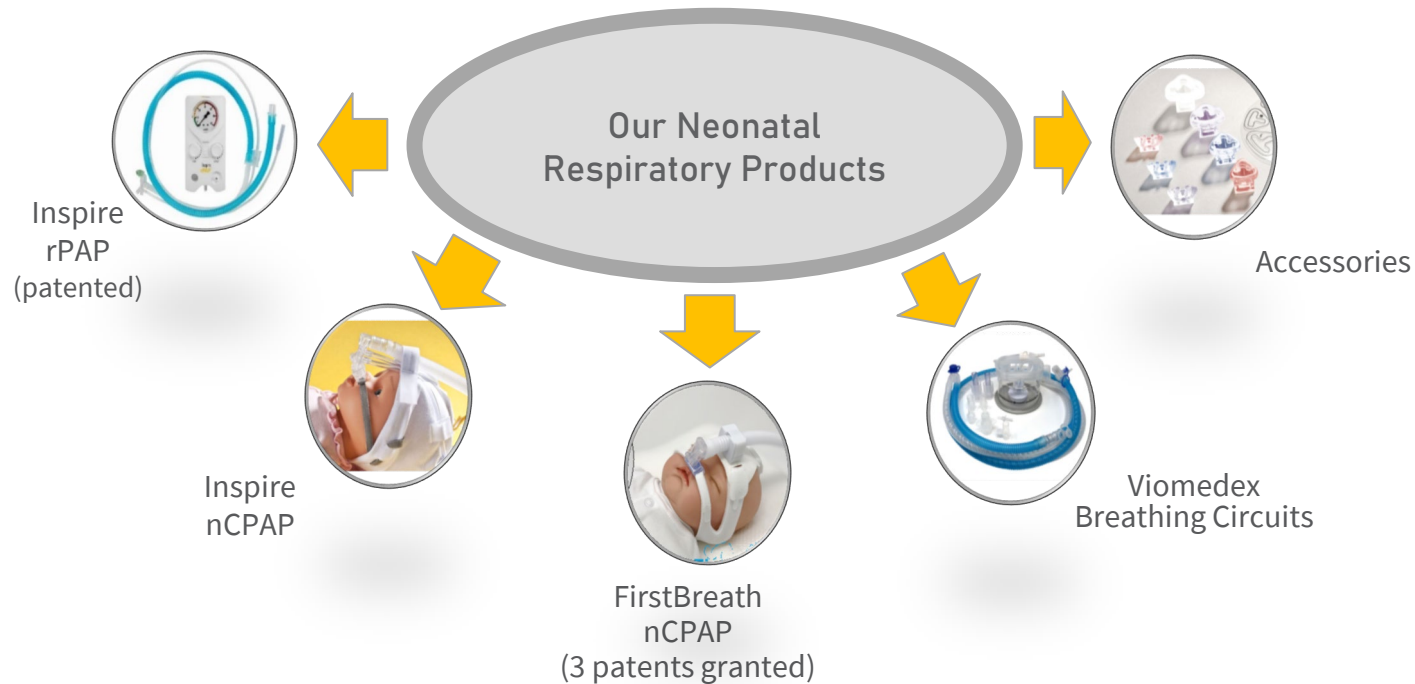 Our Neonatal
Respiratory Products
Inspire
rPAP
(patented)
Inspire
nCPAP
FirstBreath
nCPAP
(3 patents granted)
Viomedex
Breathing Circuits
Accessories